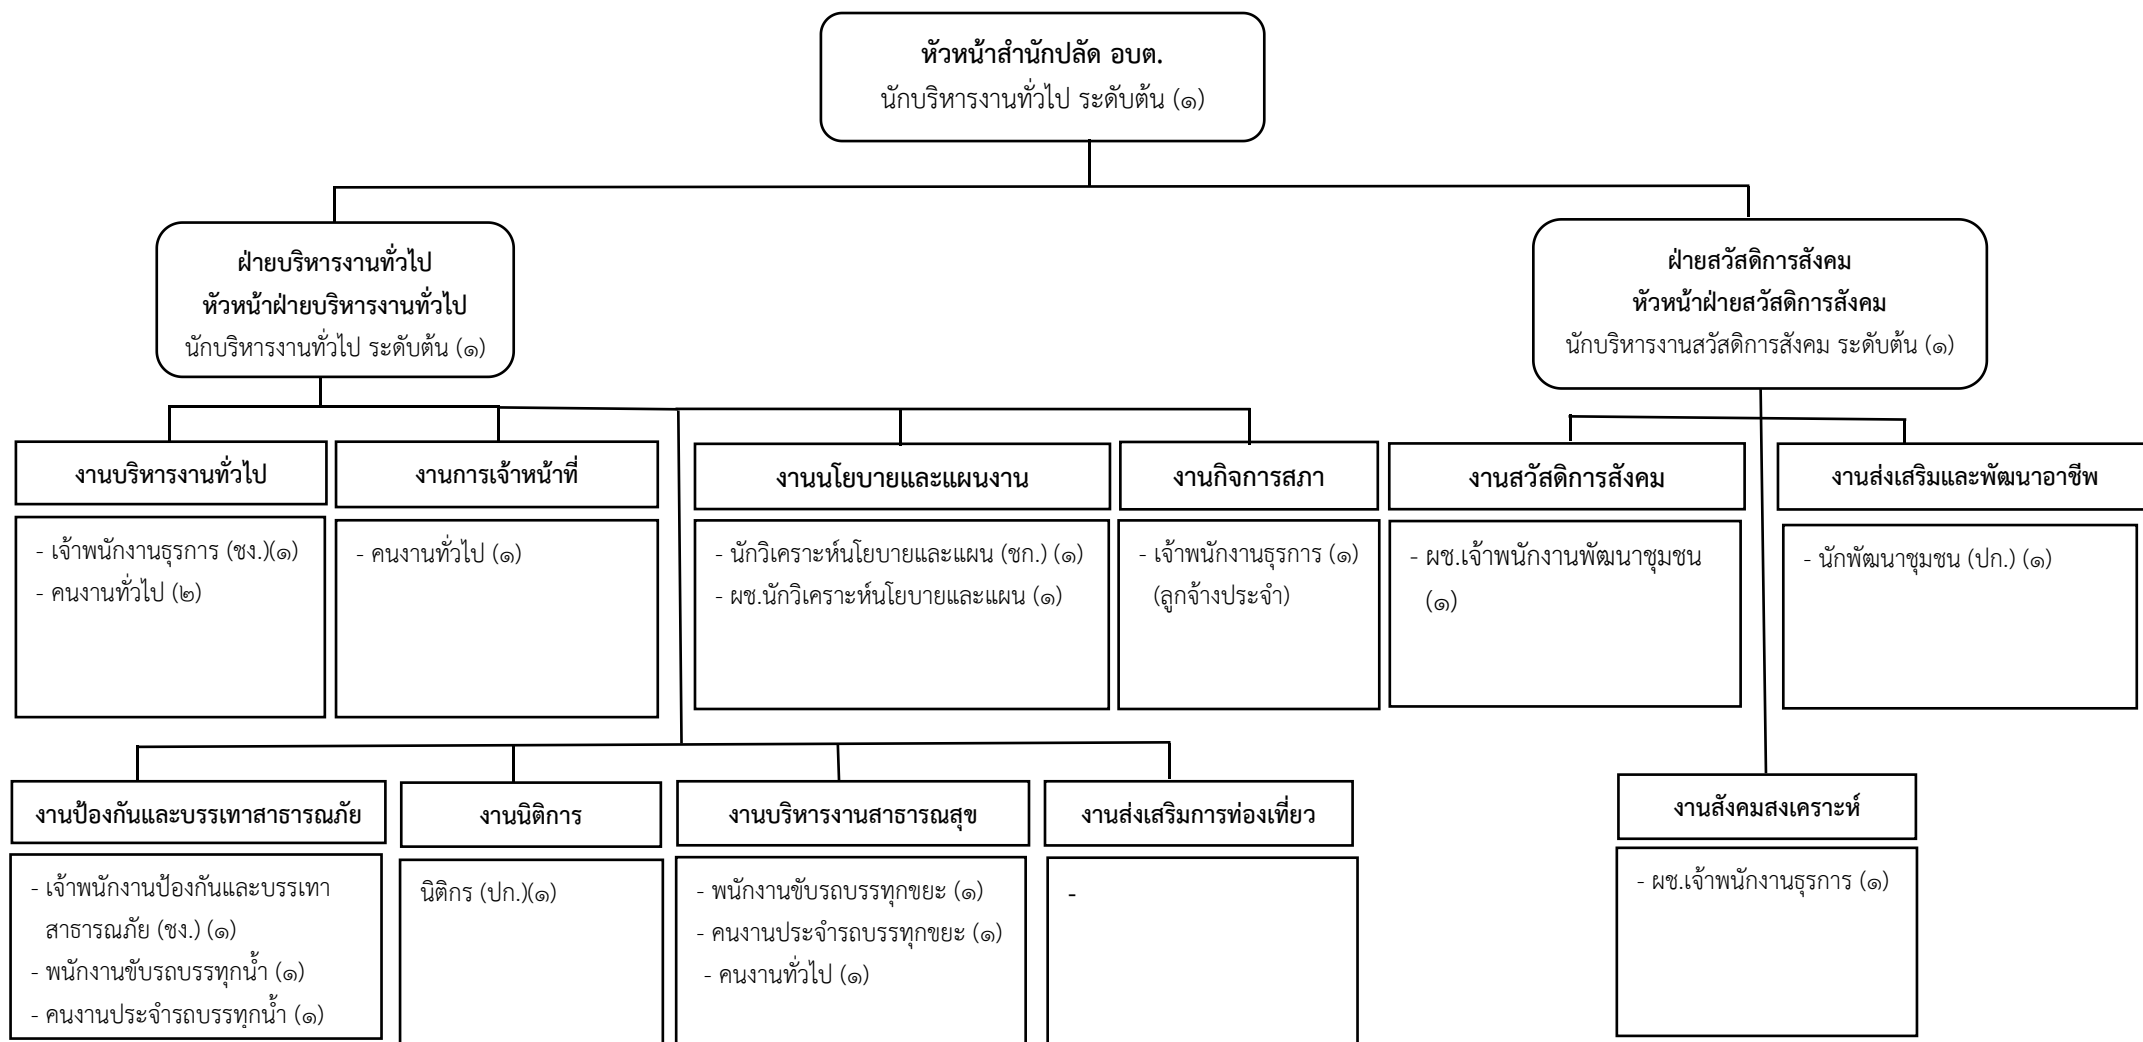 หัวหน้าสำนักปลัด อบต.
นักบริหารงานทั่วไป ระดับต้น (๑)
ฝ่ายบริหารงานทั่วไป
หัวหน้าฝ่ายบริหารงานทั่วไป
นักบริหารงานทั่วไป ระดับต้น (๑)
ฝ่ายสวัสดิการสังคม
หัวหน้าฝ่ายสวัสดิการสังคม
นักบริหารงานสวัสดิการสังคม ระดับต้น (๑)
งานบริหารงานทั่วไป
- เจ้าพนักงานธุรการ (ชง.)(๑)
- คนงานทั่วไป (๒)
งานการเจ้าหน้าที่
- คนงานทั่วไป (๑)
งานนโยบายและแผนงาน
- นักวิเคราะห์นโยบายและแผน (ชก.) (๑)
- ผช.นักวิเคราะห์นโยบายและแผน (๑)
งานกิจการสภา
- เจ้าพนักงานธุรการ (๑)
(ลูกจ้างประจำ)
งานสวัสดิการสังคม
- ผช.เจ้าพนักงานพัฒนาชุมชน
(๑)
งานส่งเสริมและพัฒนาอาชีพ
- นักพัฒนาชุมชน (ปก.) (๑)
งานป้องกันและบรรเทาสาธารณภัย
- เจ้าพนักงานป้องกันและบรรเทา
สาธารณภัย (ชง.) (๑)
- พนักงานขับรถบรรทุกน้ำ (๑)
- คนงานประจำรถบรรทุกน้ำ (๑)
งานนิติการ
นิติกร (ปก.)(๑)
งานบริหารงานสาธารณสุข
- พนักงานขับรถบรรทุกขยะ (๑)
- คนงานประจำรถบรรทุกขยะ (๑)
- คนงานทั่วไป (๑)
งานส่งเสริมการท่องเที่ยว
-
งานสังคมสงเคราะห์
- ผช.เจ้าพนักงานธุรการ (๑)